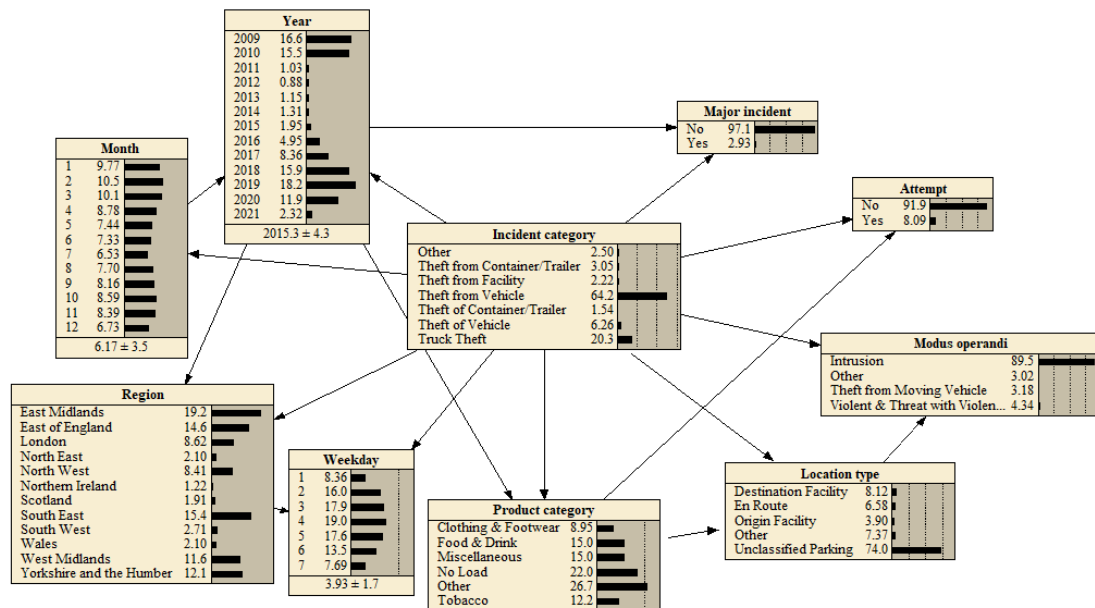 Year
2009 16.6
2010 15.5
2011 1.03
2012 0.88
2013 1.15
2014 1.31
2015 1.95
2016 4.95
2017 8.36
2018 15.9
2019 18.2
2020 11.9
2021 2.32
2015.3 ± 4.3
Major incident
No 97.1
Yes 2.93
Month
1 9.77
2 10.5
3 10.1
4 8.78
5 7.44
6 7.33
7 6.53
8 7.70
9 8.16
10 8.59
11 8.39
12 6.73
6.17 ± 3.5
Attempt
No 91.9
Yes 8.09
Incident category
Other 2.50
Theft from Container/Trailer 3.05
Theft from Facility 2.22
Theft from Vehicle 64.2
Theft of Container/Trailer 1.54
Theft of Vehicle 6.26
Truck Theft 20.3
Modus operandi
Intrusion 89.5
Other 3.02
Theft from Moving Vehicle 3.18
Violent & Threat with Violen... 4.34
Region
East Midlands 19.2
East of England 14.6
London 8.62
North East 2.10
North West 8.41
Northern Ireland 1.22
Scotland 1.91
South East 15.4
South West 2.71
Wales 2.10
West Midlands 11.6
Yorkshire and the Humber 12.1
Weekday
1 8.36
2 16.0
3 17.9
4 19.0
5 17.6
6 13.5
7 7.69
3.93 ± 1.7
Product category
Clothing & Footwear 8.95
Food & Drink 15.0
Miscellaneous 15.0
No Load 22.0
Other 26.7
Tobacco 12.2
Location type
Destination Facility 8.12
En Route 6.58
Origin Facility 3.90
Other 7.37
Unclassified Parking 74.0